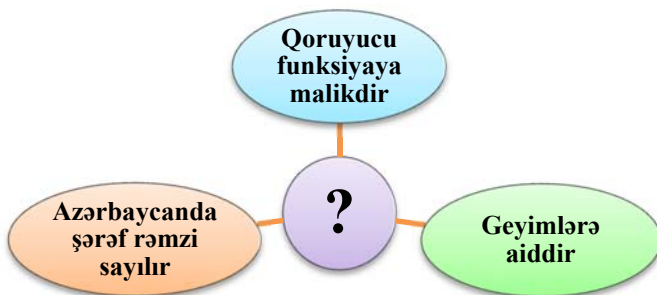 Qoruyucu
funksiyaya
malikdir
Azərbaycanda
şərəf rəmzi
sayılır
?
Geyimlərə
aiddir